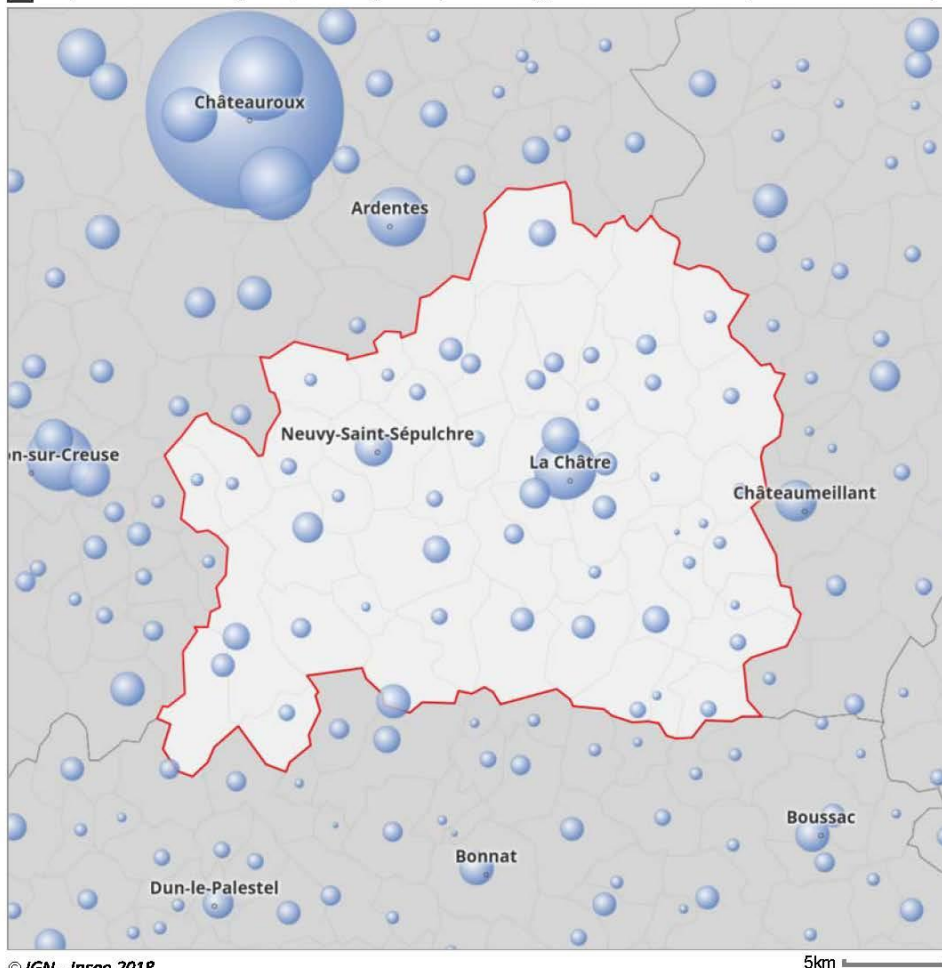 Châteauroux
Ardentes
Neuvy-Saint-Sépulchre
on-sur-Creuse
La Châtre
Châteaumeillant
Boussac
Bonnat
Dun-le-Palestel
© IGN - Insee 2018
5km